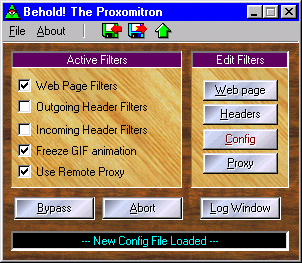 Behold! The Proxomitron
File About
Active Filters
Web Page Filters
Outgoing Header Filters
Incoming Header Filters
Freeze GIF animation
Use Remote Proxy
Edit Filters
Web page
Headers
Config
Proxy
Bypass
Abort
Log Window
--- New Config File Loaded ---